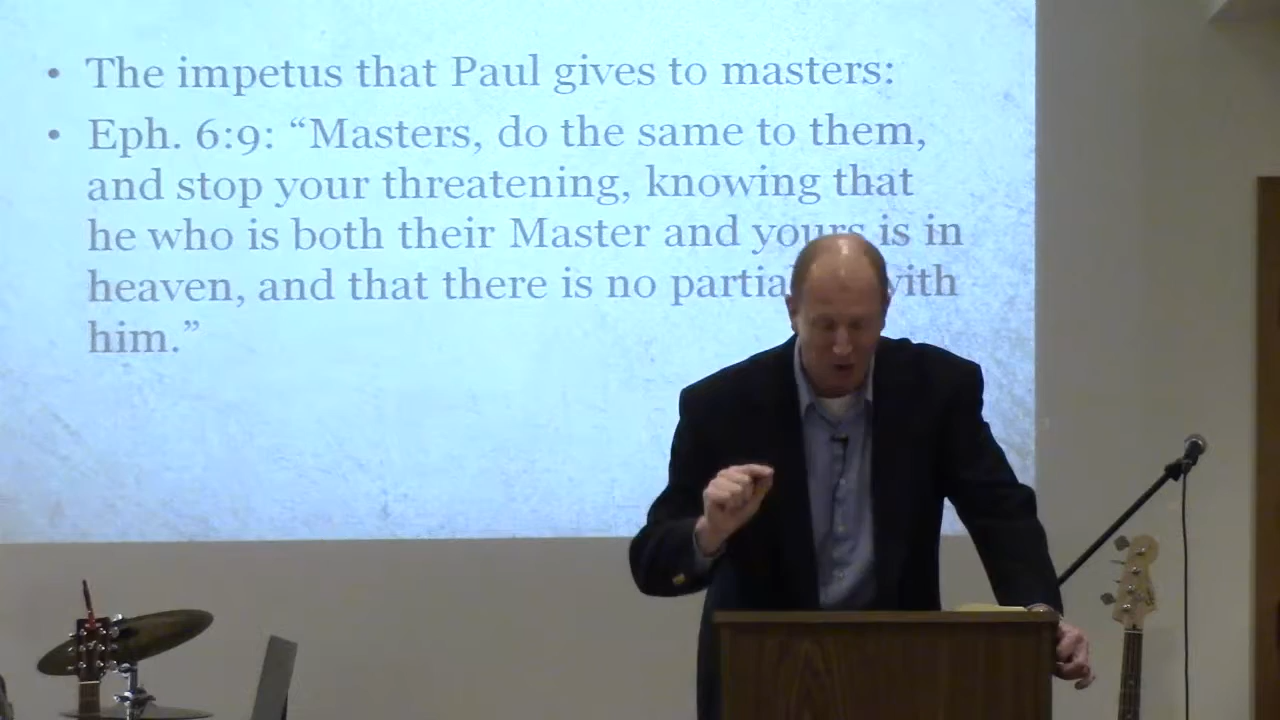 • The impetus that Paul gives to masters:
• Eph. 6:9: “Masters, do the same to them,
and stop your threatening, knowing that
he who is both their Master and yours is in
heaven, and that there is no with
him.”